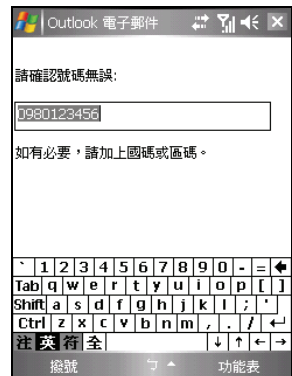 Outlook 電子郵件
請確認號碼無誤:
0980123456
如有必要，請加上國碼或區碼。
` 1 2 3 4 5 6 7 8 9 0 - =
Tab q w e r t y u i o p [ ]
Shift a s d f g h j k l ; '
Ctrl z x c v b n m , . /
注 英 符 全
撥號 ㄅ 功能表